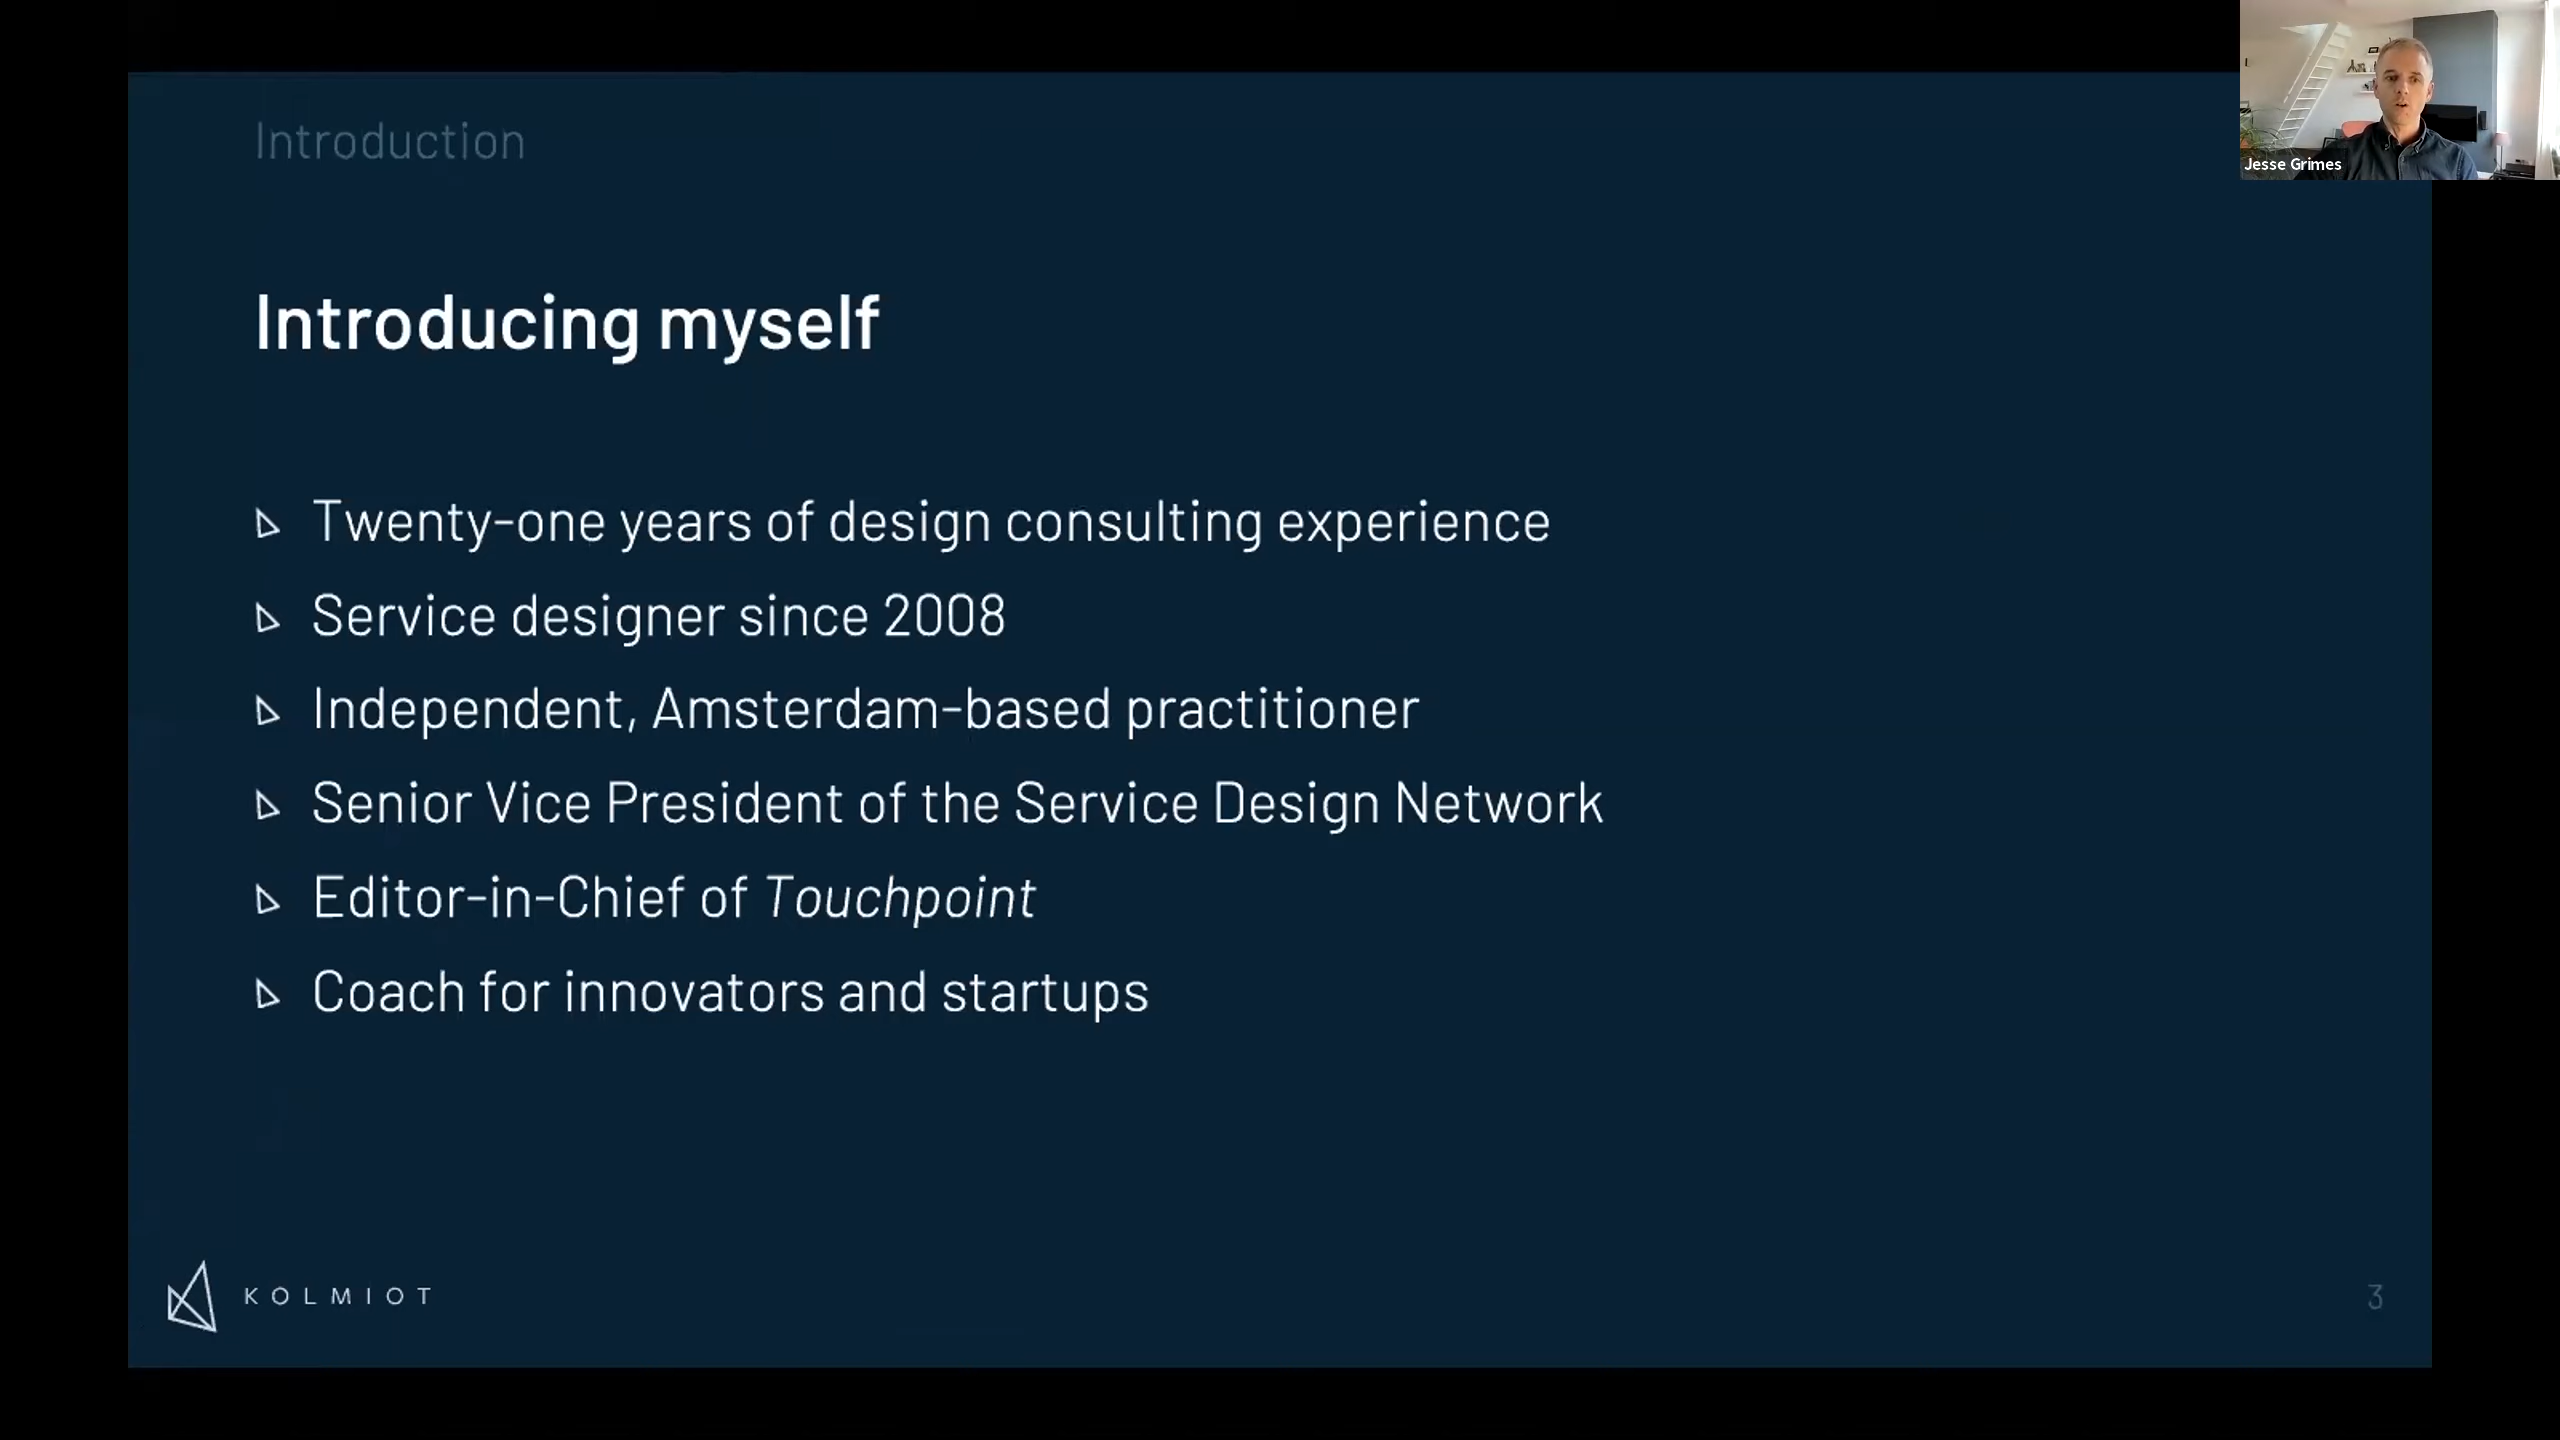 Introduction
Jesse Grimes
Introducing myself
Twenty-one years of design consulting experience
Service designer since 2008
Independent, Amsterdam-based practitioner
Senior Vice President of the Service Design Network
Editor-in-Chief of Touchpoint
Coach for innovators and startups
KOLMIOT
3